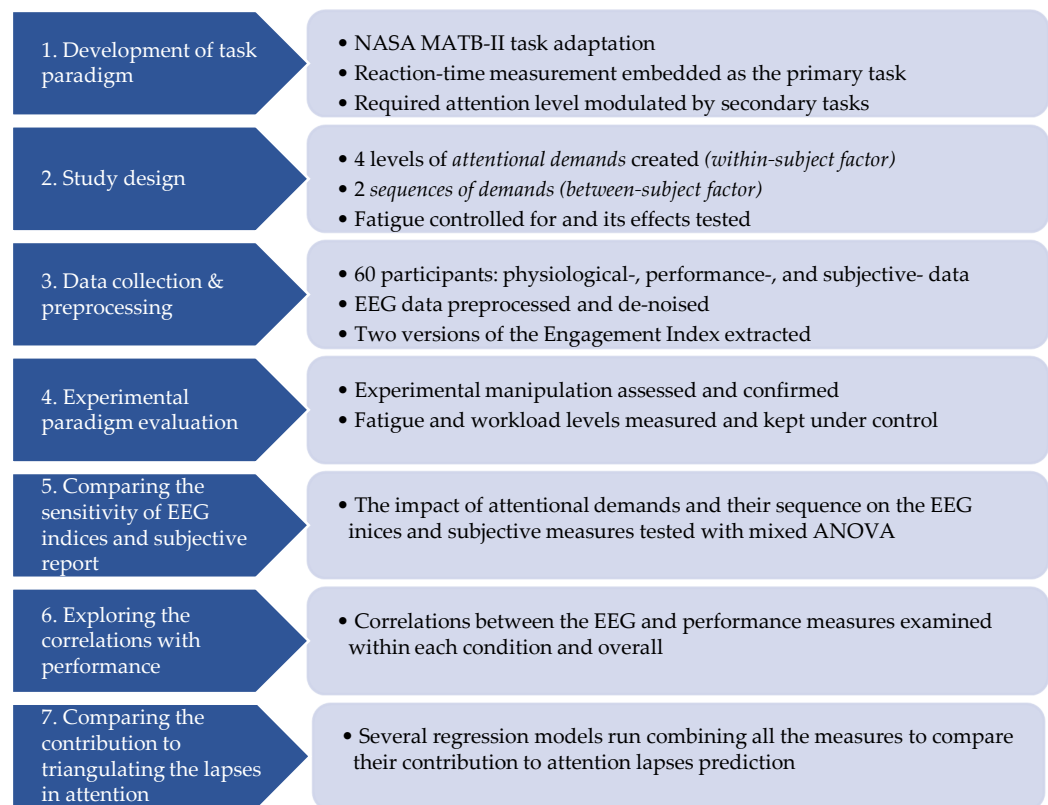 1. Development of task
paradigm
• NASA MATB-II task adaptation
• Reaction-time measurement embedded as the primary task
• Required attention level modulated by secondary tasks
2. Study design
• 4 levels of attentional demands created (within-subject factor)
• 2 sequences of demands (between-subject factor)
• Fatigue controlled for and its effects tested
3. Data collection &
preprocessing
• 60 participants: physiological-, performance-, and subjective- data
• EEG data preprocessed and de-noised
• Two versions of the Engagement Index extracted
4. Experimental
paradigm evaluation
• Experimental manipulation assessed and confirmed
• Fatigue and workload levels measured and kept under control
5. Comparing the
sensitivity of EEG
indices and subjective
report
• The impact of attentional demands and their sequence on the EEG
inices and subjective measures tested with mixed ANOVA
6. Exploring the
correlations with
performance
• Correlations between the EEG and performance measures examined
within each condition and overall
7. Comparing the
contribution to
triangulating the lapses
in attention
• Several regression models run combining all the measures to compare
their contribution to attention lapses prediction